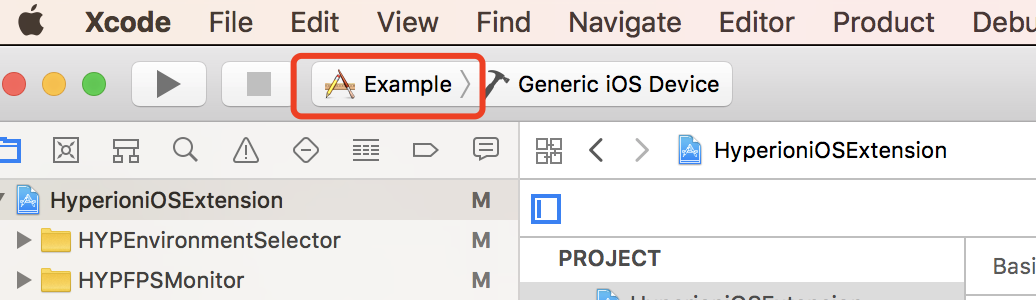 Xcode File Edit View Find Navigate Editor Product Debu
Example Generic iOS Device
HyperioniOSExtension
HyperioniOSExtension M
HYPEnvironmentSelector M
PROJECT
Basi
HYPFPSMonitor M
HyperioniOSExtension